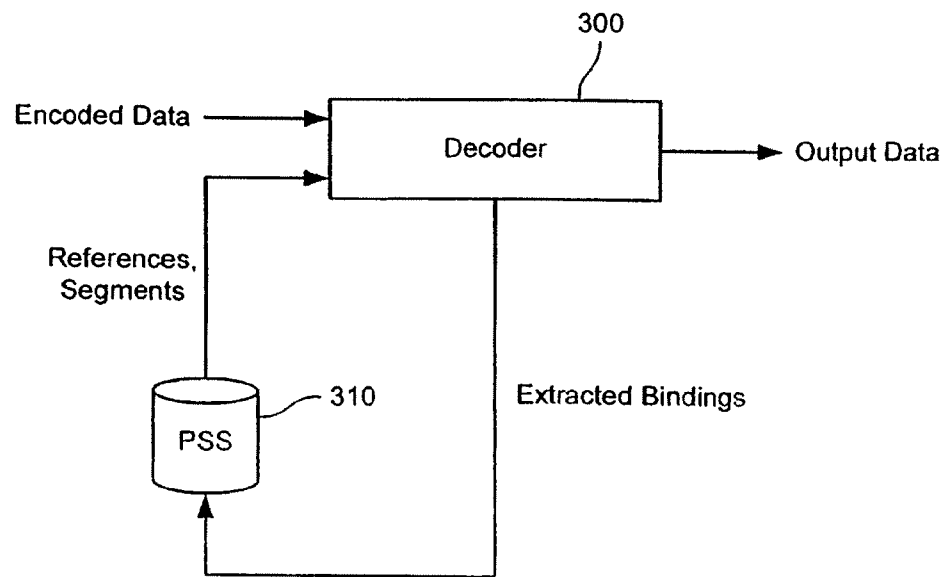 300
Encoded Data
Decoder
Output Data
References,
Segments
310
Extracted Bindings
PSS